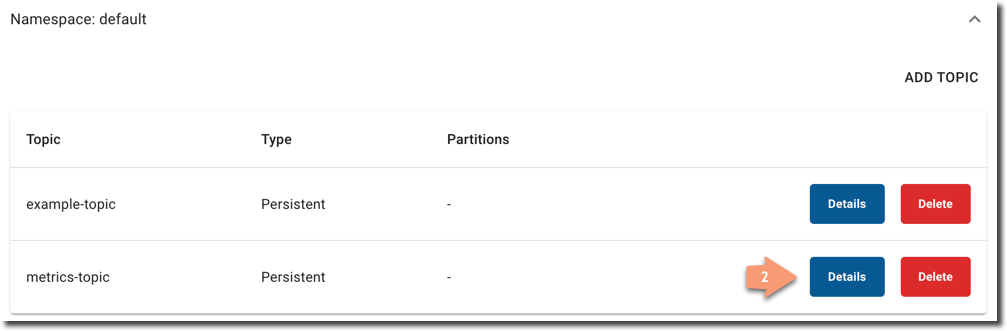 Namespace: default
ADD TOPIC
Topic Type Partitions
example-topic Persistent - Details Delete
metrics-topic Persistent - 2 Details Delete